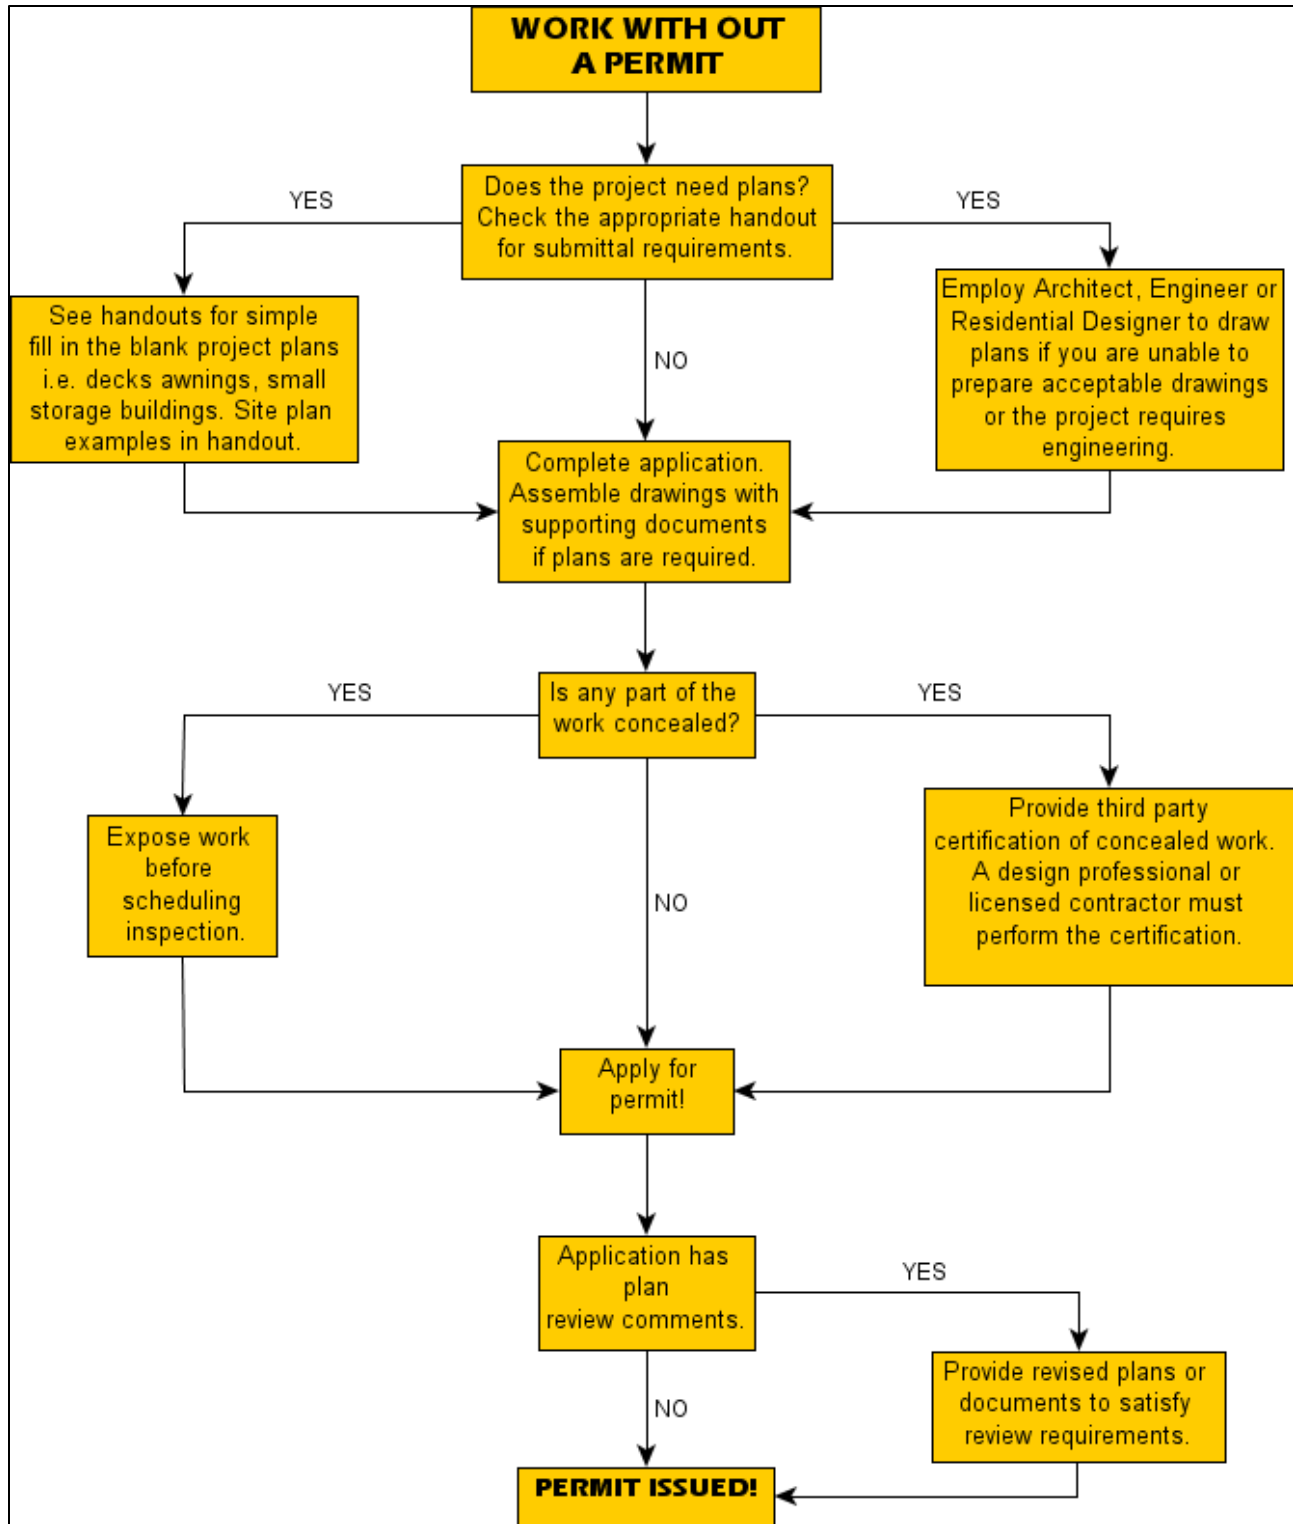 WORK WITH OUT
A PERMIT
Does the project need plans?
Check the appropriate handout
for submittal requirements.
YES
YES
See handouts for simple
fill in the blank project plans
i.e. decks awnings, small
storage buildings. Site plan
examples in handout.
NO
Employ Architect, Engineer or
Residential Designer to draw
plans if you are unable to
prepare acceptable drawings
or the project requires
engineering.
Complete application.
Assemble drawings with
supporting documents
if plans are required.
Is any part of the
work concealed?
YES
YES
Expose work
before
scheduling
inspection.
NO
Provide third party
certification of concealed work.
A design professional or
licensed contractor must
perform the certification.
Apply for
permit!
Application has
plan
review comments.
YES
Provide revised plans or
documents to satisfy
review requirements.
NO
PERMIT ISSUED!